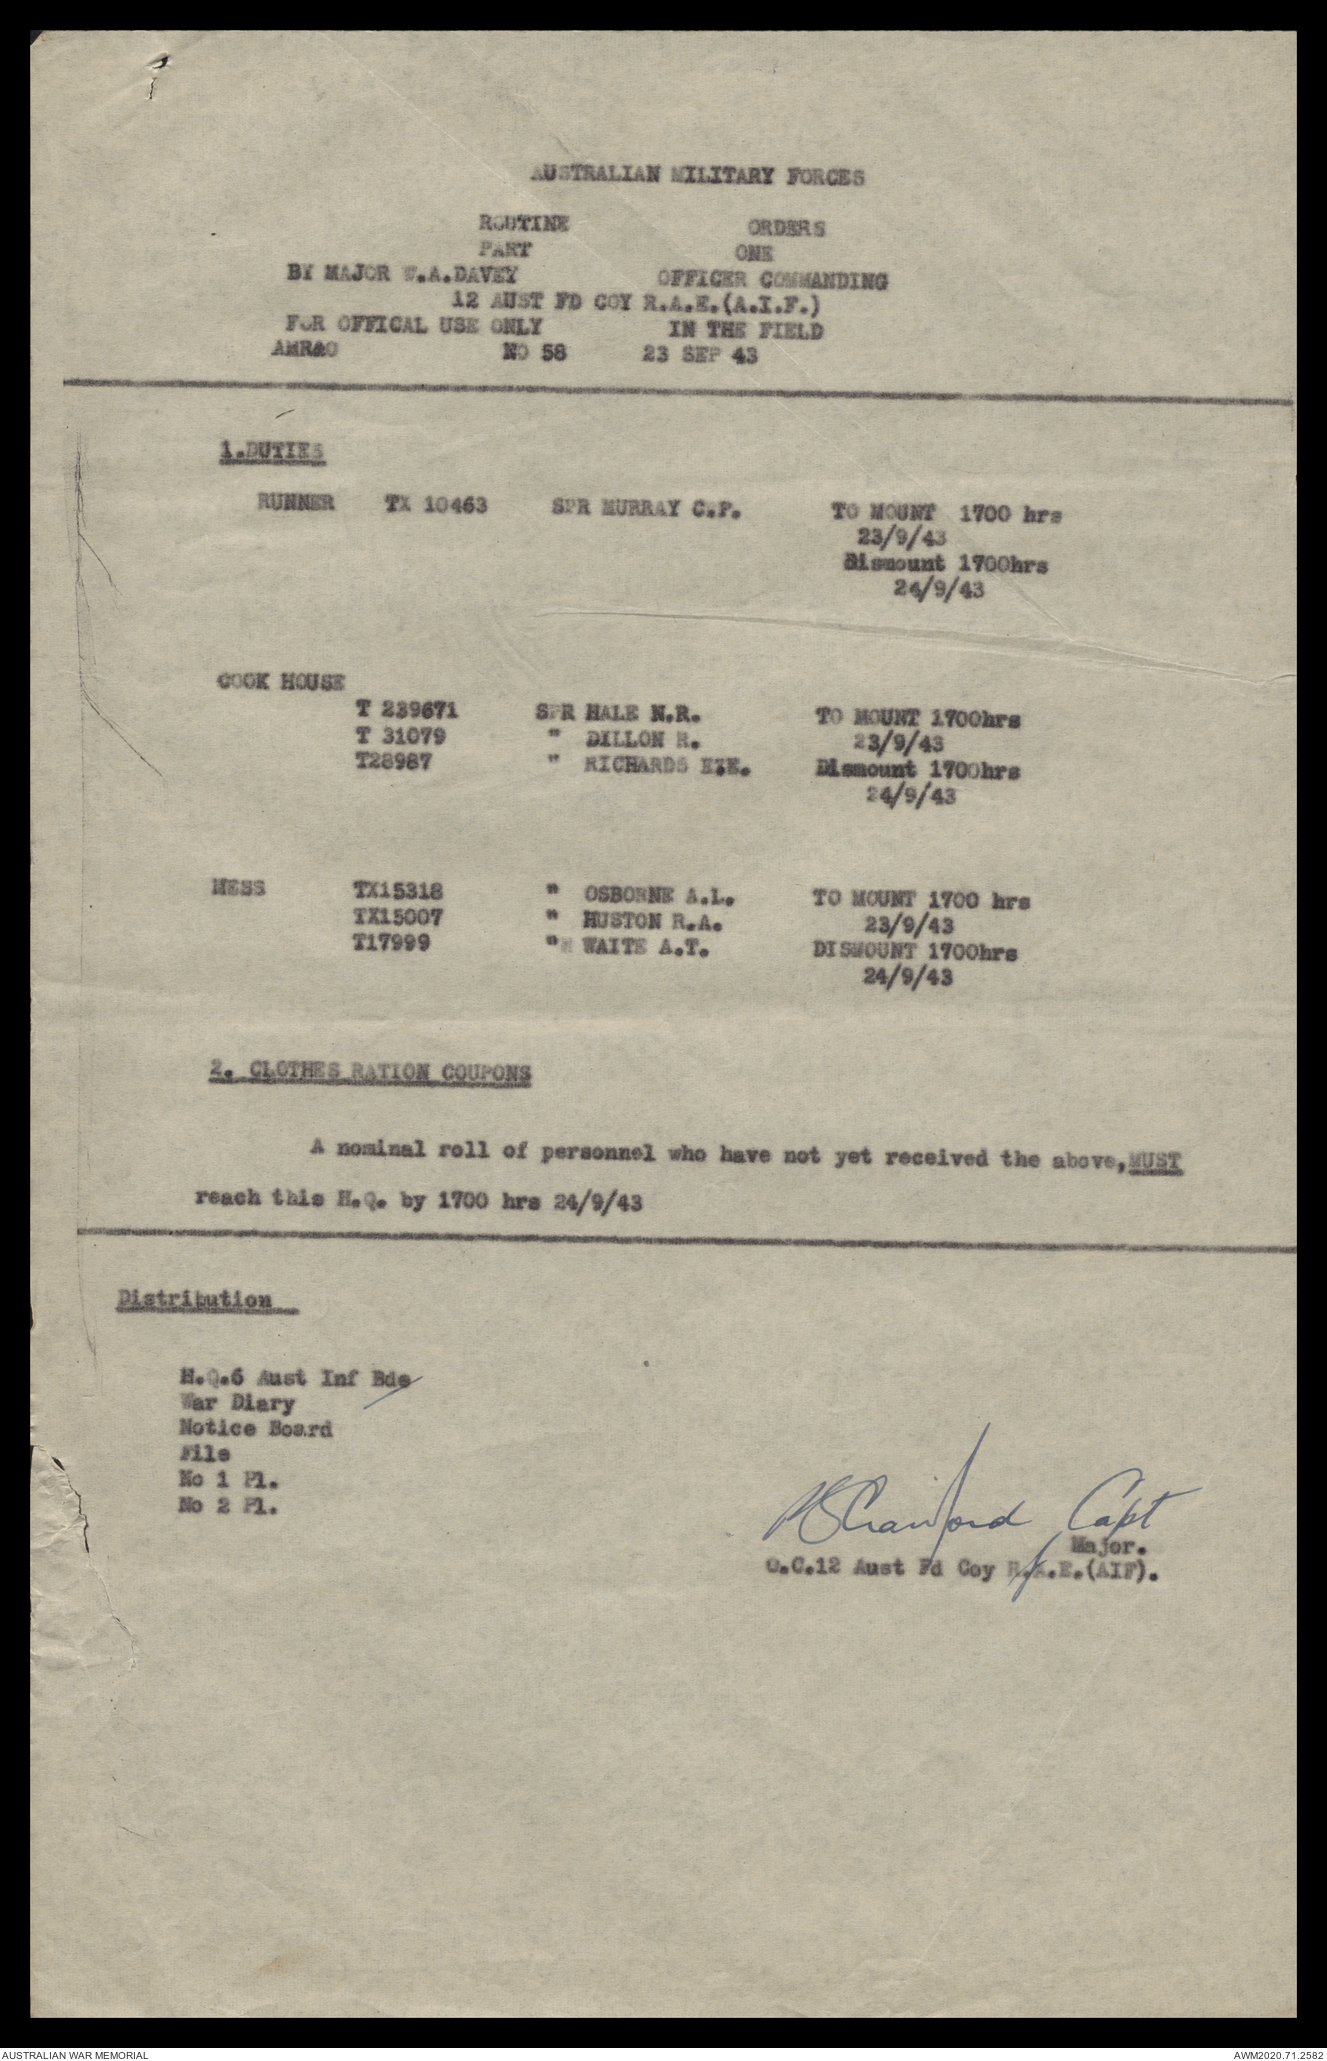 AUSTRALIAN MILITARY FORCES
ROUTINE ORDERS
PART ONE
BY MAJOR W.A.DAVEY OFFICER COMMANDING
12 AUST FD COY R.A.E.(A.I.F.)
FOR OFFICAL USE ONLY IN THE FIELD
AMR&O NO 58 23 SEP 43
1.DUTIES
RUNNER TX 10463 SPR MURRAY C.P. TO MOUNT 1700 hrs
23/9/43
Dismount 1700hrs
24/9/43
COOK HOUSE
T 239671 SPR HALE N.R. TO MOUNT 1700hrs
T 31079 " DILLON R. 23/9/43
T28987 " RICHARDS Dismount 1700hrs
24/9/43
MESS TX15318 " OSBORNE A.L. TO MOUNT 1700 hrs
TX15007 " HUSTON R.A. 23/9/43
T17999 " WAITE A.T. DISMOUNT 1700hrs
24/9/43
2. CLOTHES RATION COUPONS
A nominal roll of personnel who have not yet received the above,MUST
reach this H.Q. by 1700 hrs 24/9/43
Distribution
H.Q.6 Aust Inf Bde
War Diary
Notice Board
File
No 1 Pl.
No 2 Pl.
Crawford Capt
Major.
O.C.12 Aust Fd Coy R.A.E.(AIF).
AUSTRALIAN WAR MEMORIAL AWM2020.71.2582